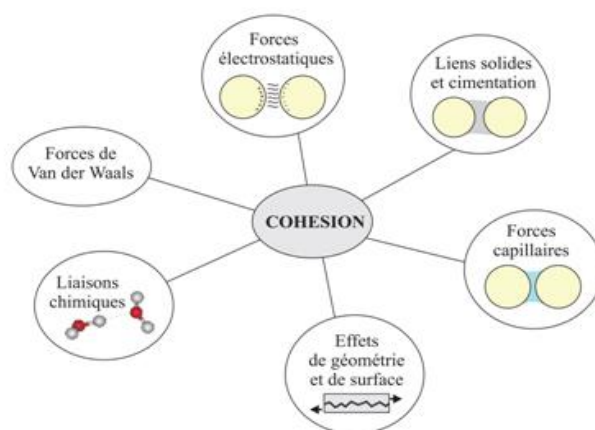 Forces
électrostatiques
Liens solides
et cimentation
Forces de
Van der Waals
COHESION
Forces
capillaires
Liaisons
chimiques
Effets
de géométrie
et de surface